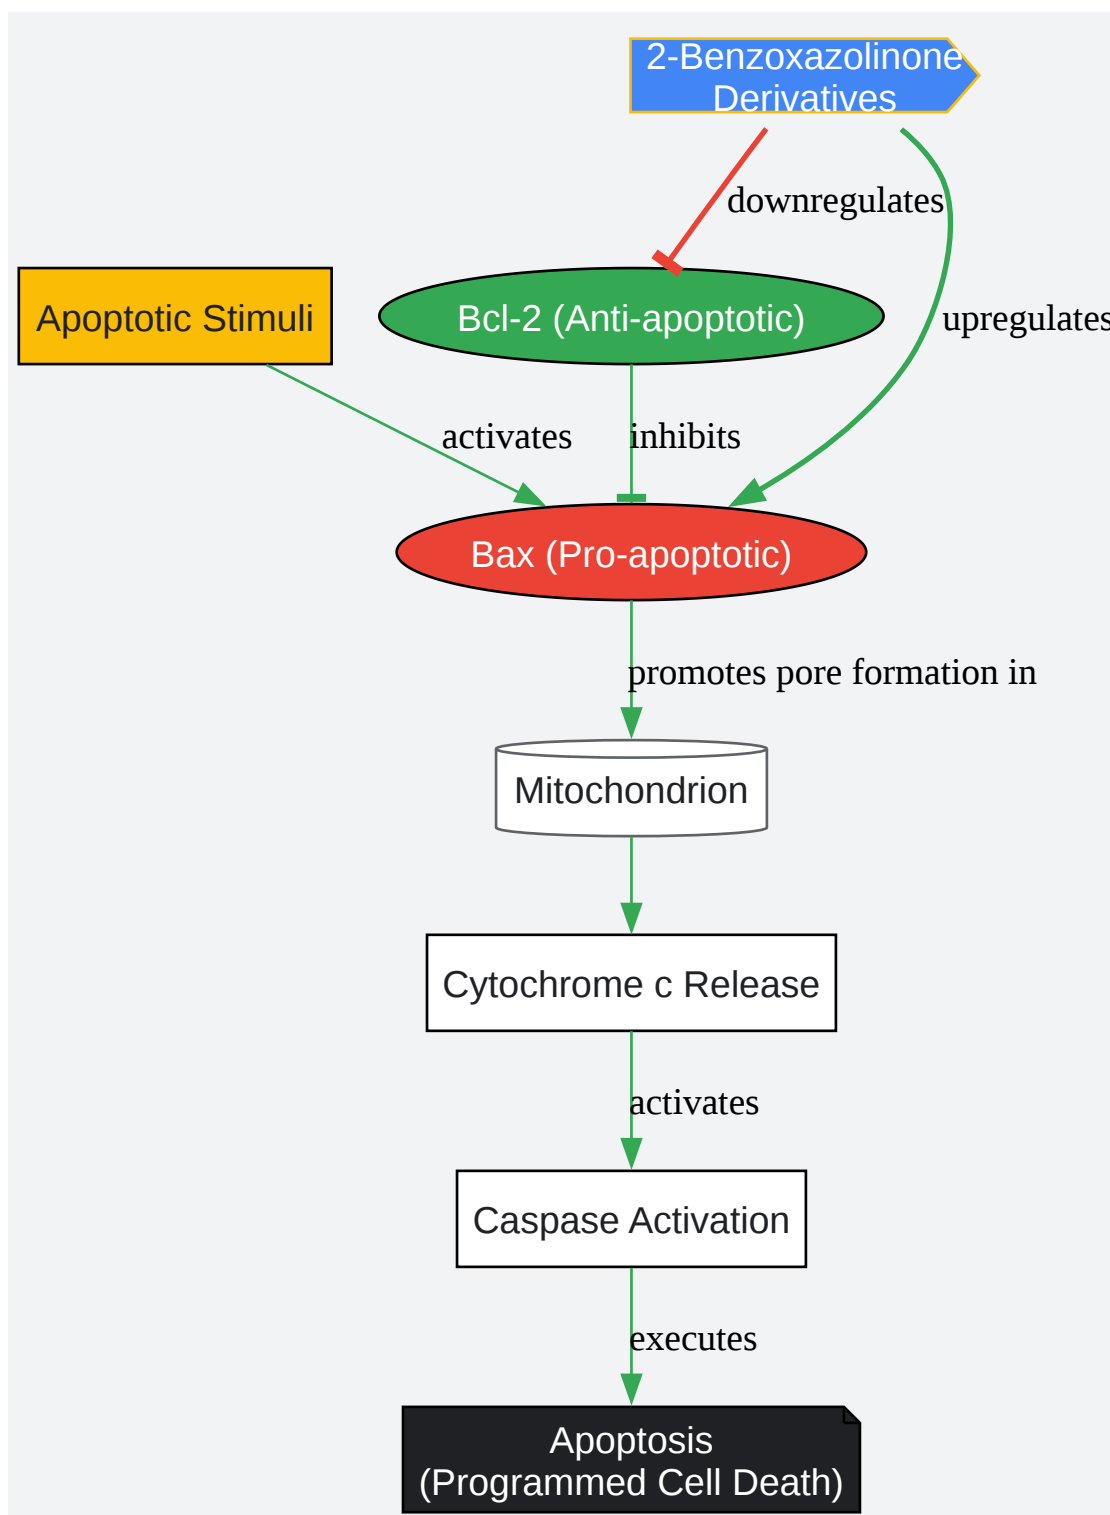 2-Benzoxazolinone
Derivatives
downregulates
Apoptotic Stimuli
Bcl-2 (Anti-apoptotic)
upregulates
activates
inhibits
Bax (Pro-apoptotic)
promotes pore formation in
Mitochondrion
Cytochrome c Release
activates
Caspase Activation
executes
Apoptosis
(Programmed Cell Death)